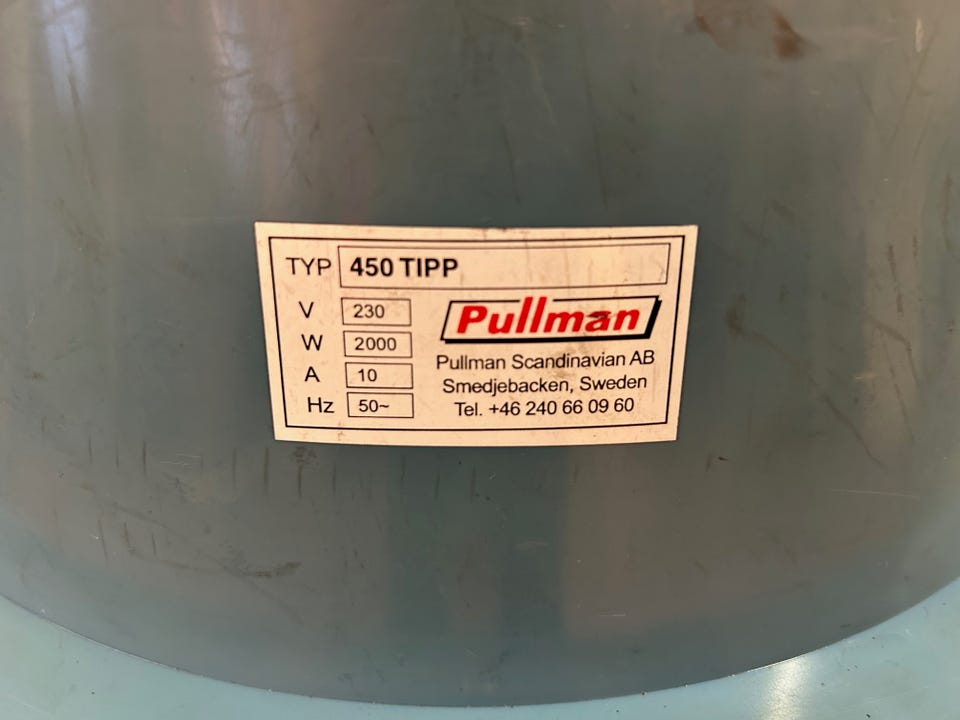 TYP 450 TIPP
V 230
W 2000
A 10
Hz 50~
Pullman
Pullman Scandinavian AB
Smedjebacken, Sweden
Tel. +46 240 66 09 60